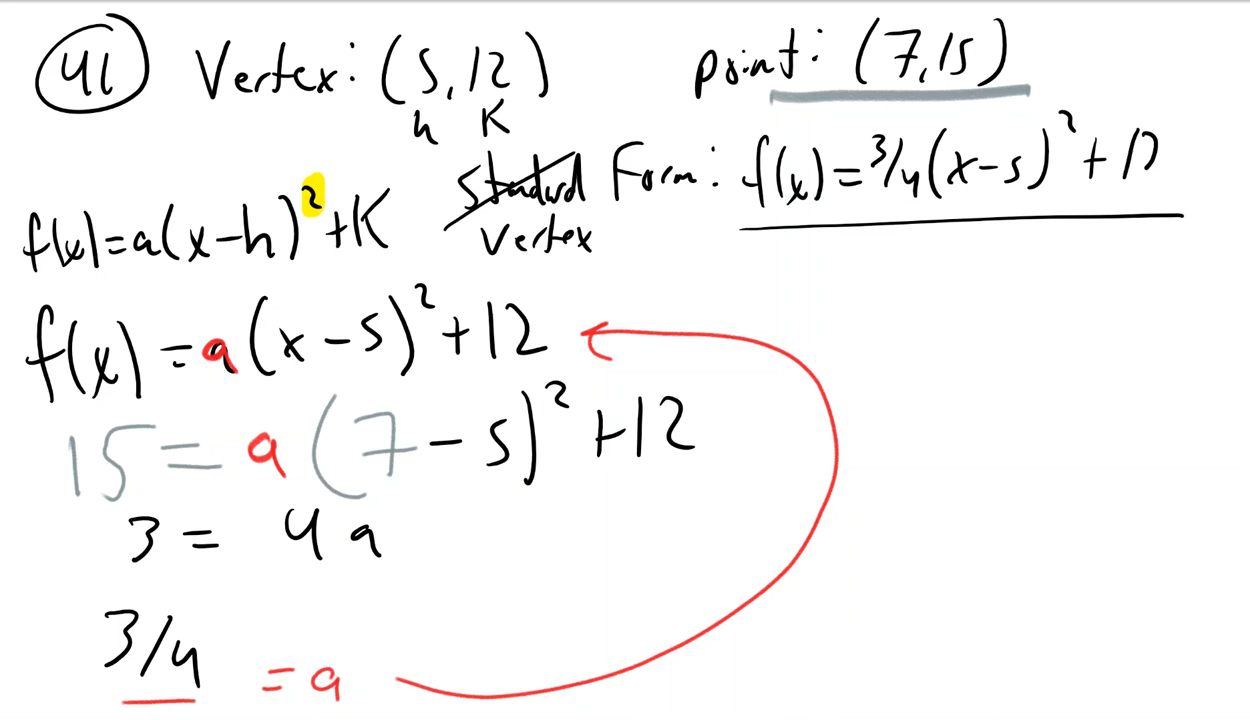 41 Vertex: (5,12) point: (7,15)
h K
Standard Form: f(x)=3/4(x-5)²+12
Vertex
f(x)=a(x-h)²+K
f(x)=a(x-5)²+12
15=a(7-5)²+12
3=4a
3/4=a